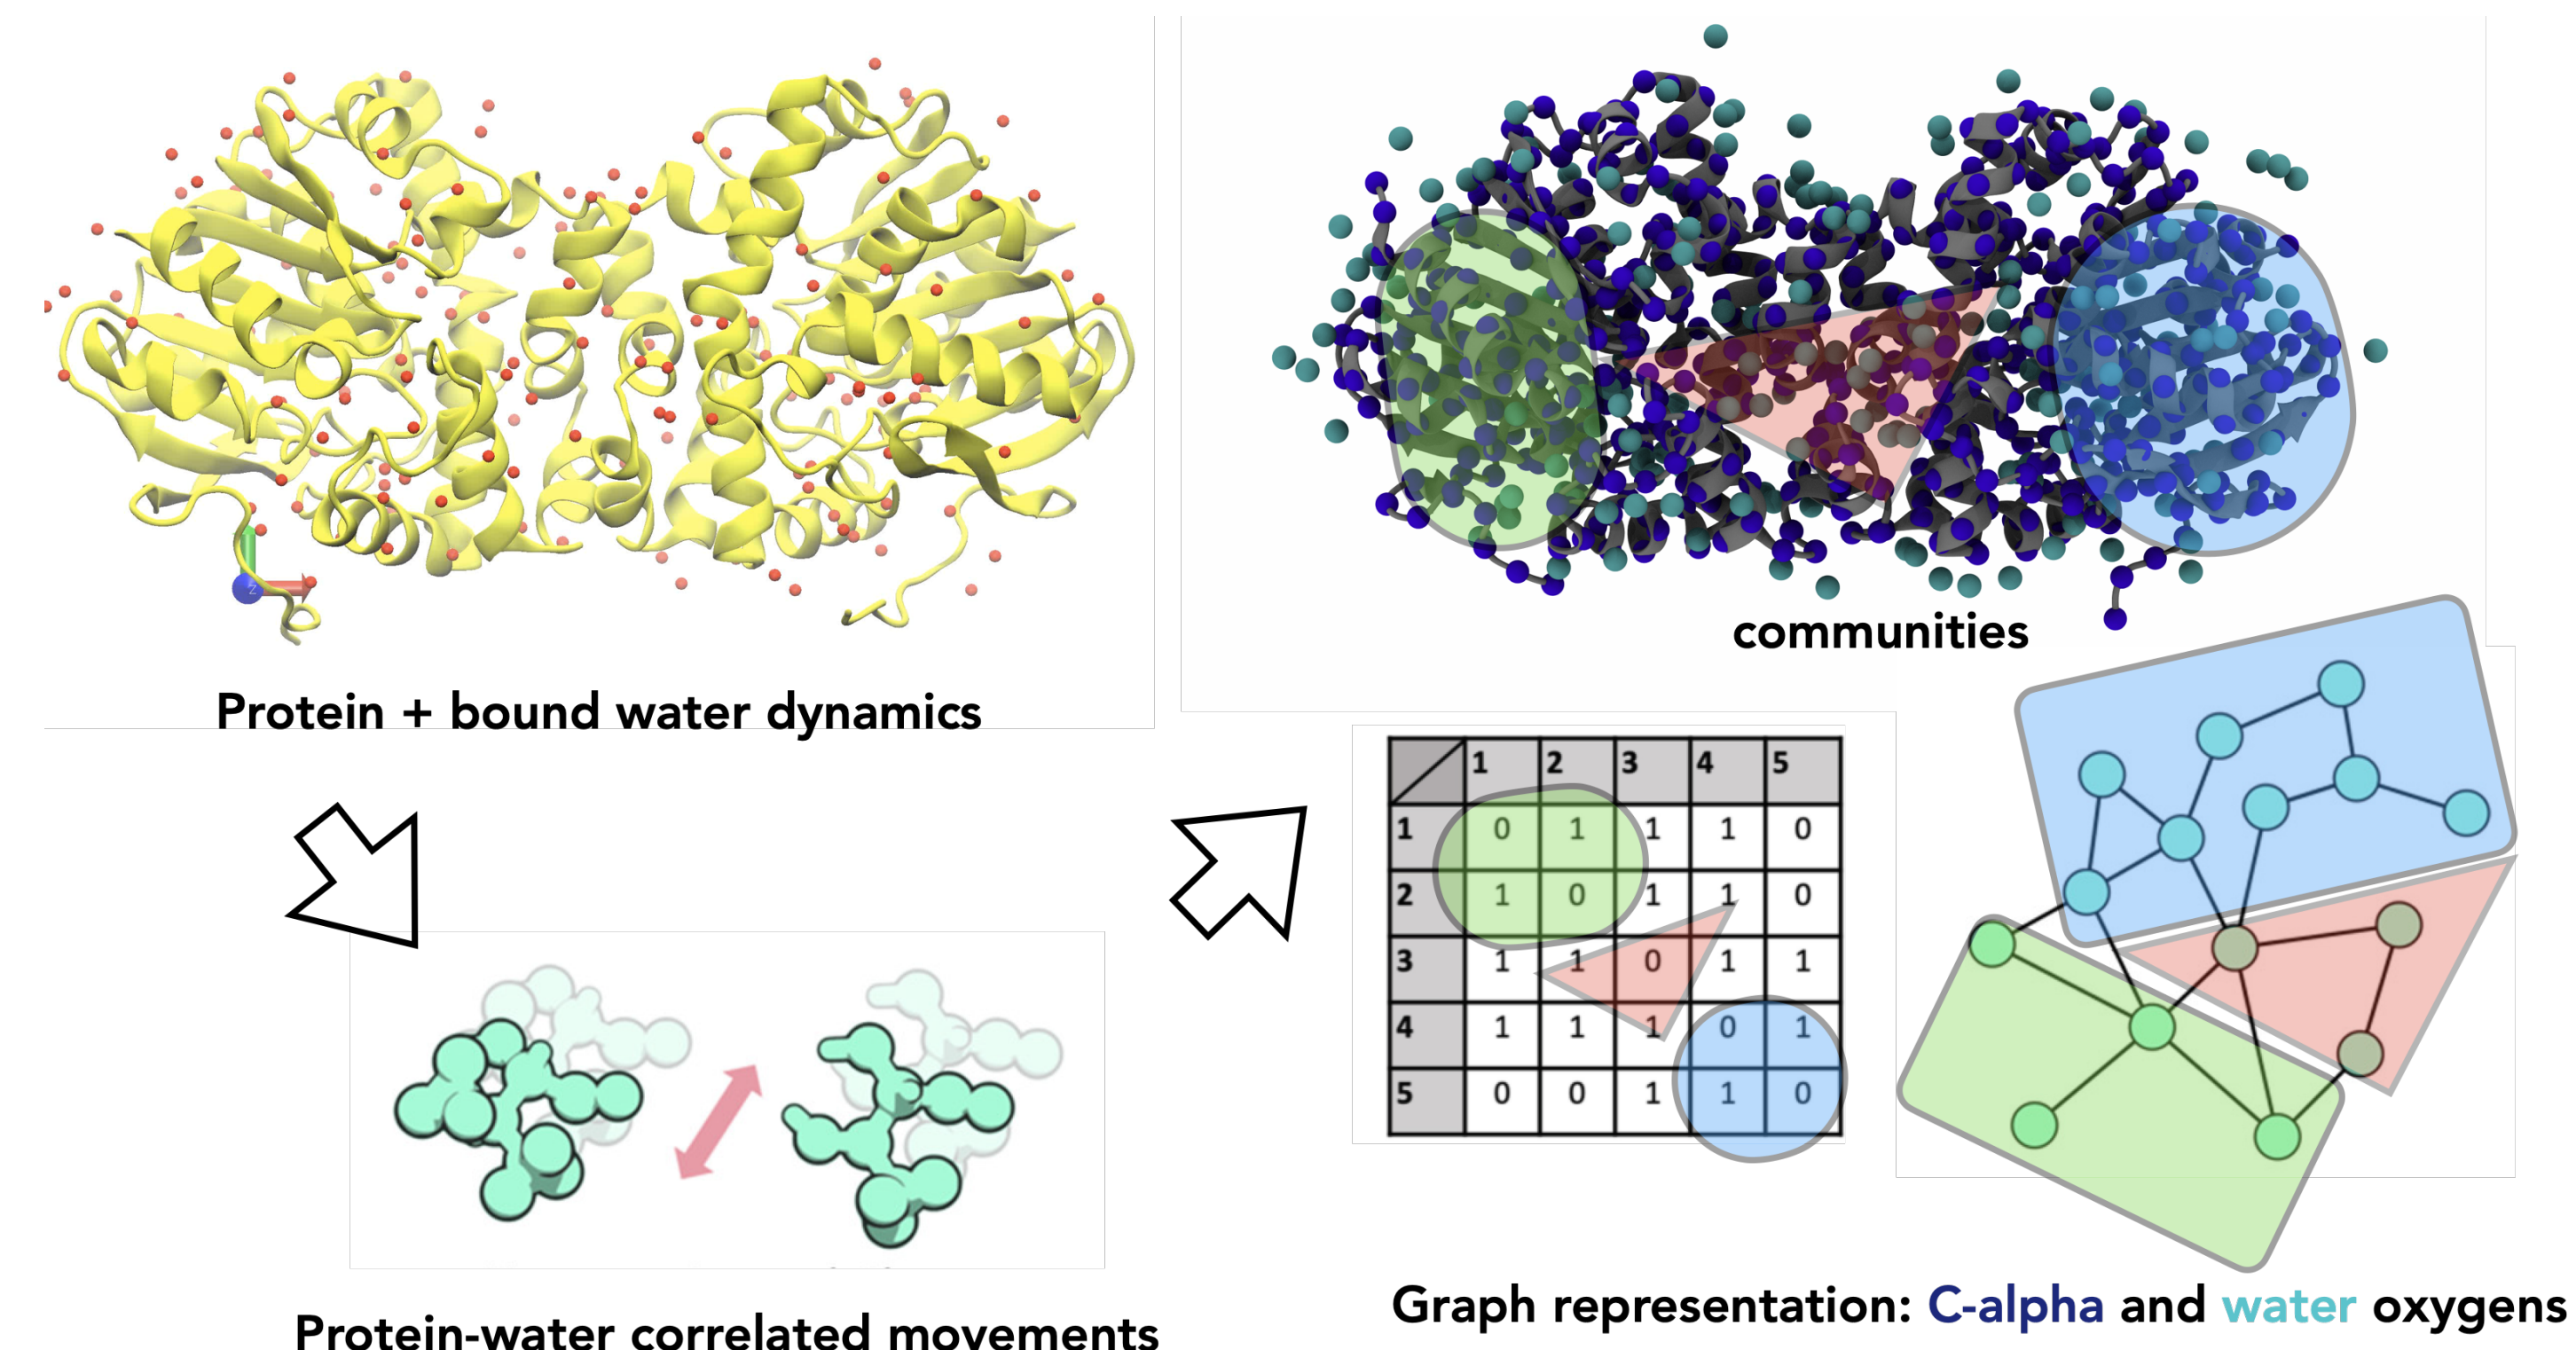 Protein + bound water dynamics
Z
communities
1 2 3 4 5
1 0 1 1 1 0
2 1 0 1 1 0
3 1 1 0 1 1
4 1 1 1 0 1
5 0 0 1 1 0
Protein-water correlated movements
Graph representation: C-alpha and water oxygens